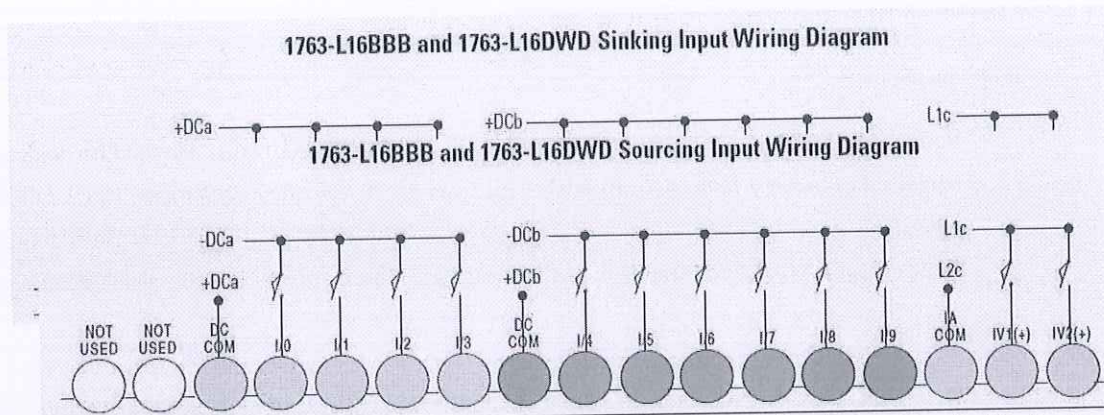 1763-L16BBB and 1763-L16DWD Sinking Input Wiring Diagram
+DCa +DCb L1c
1763-L16BBB and 1763-L16DWD Sourcing Input Wiring Diagram
-DCa -DCb L1c
+DCa +DCb L2c
NOT USED NOT USED DC COM I/0 I/1 I/2 I/3 DC COM I/4 I/5 I/6 I/7 I/8 I/9 IA COM IV1(+) IV2(+)